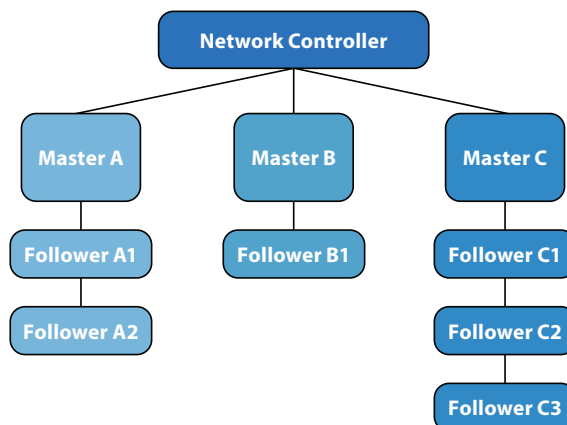 Network Controller
Master A
Master B
Master C
Follower A1
Follower B1
Follower C1
Follower A2
Follower C2
Follower C3